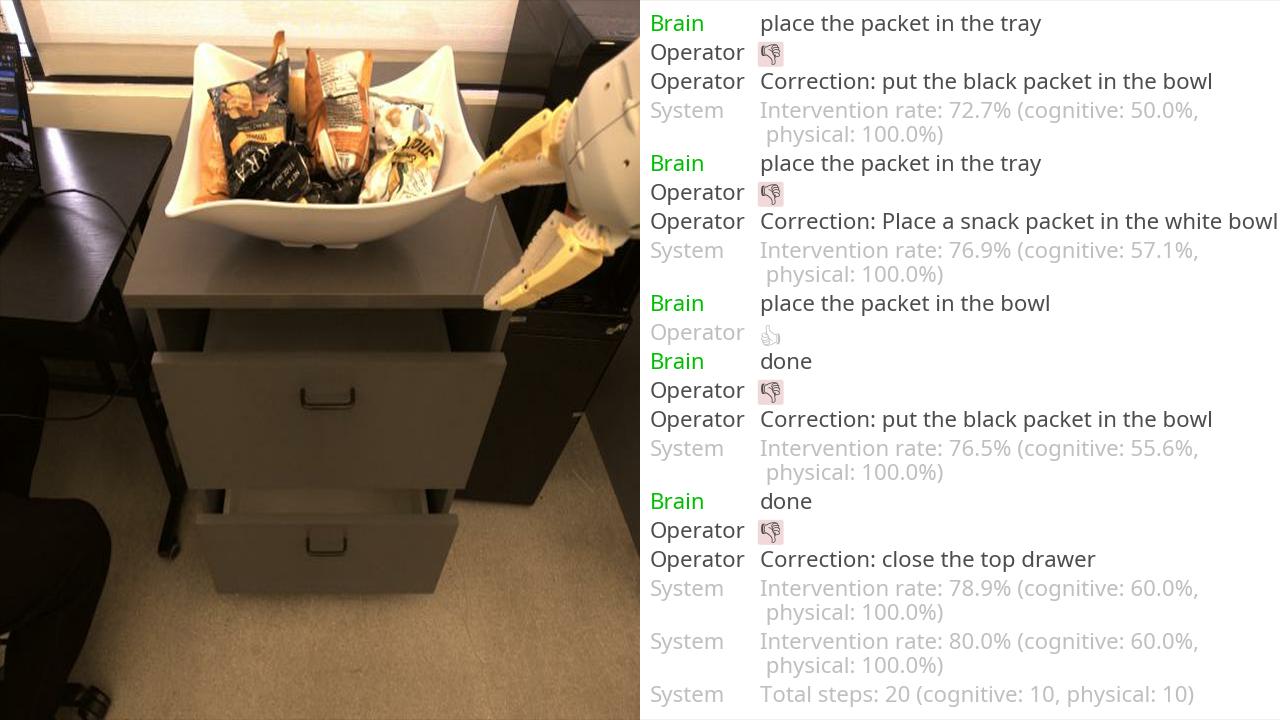 Brain place the packet in the tray
Operator 👎
Operator Correction: put the black packet in the bowl
System Intervention rate: 72.7% (cognitive: 50.0%,
physical: 100.0%)
Brain place the packet in the tray
Operator 👎
Operator Correction: Place a snack packet in the white bowl
System Intervention rate: 76.9% (cognitive: 57.1%,
physical: 100.0%)
Brain place the packet in the bowl
Operator 👍
Brain done
Operator 👎
Operator Correction: put the black packet in the bowl
System Intervention rate: 76.5% (cognitive: 55.6%,
physical: 100.0%)
Brain done
Operator 👎
Operator Correction: close the top drawer
System Intervention rate: 78.9% (cognitive: 60.0%,
physical: 100.0%)
System Intervention rate: 80.0% (cognitive: 60.0%,
physical: 100.0%)
System Total steps: 20 (cognitive: 10, physical: 10)